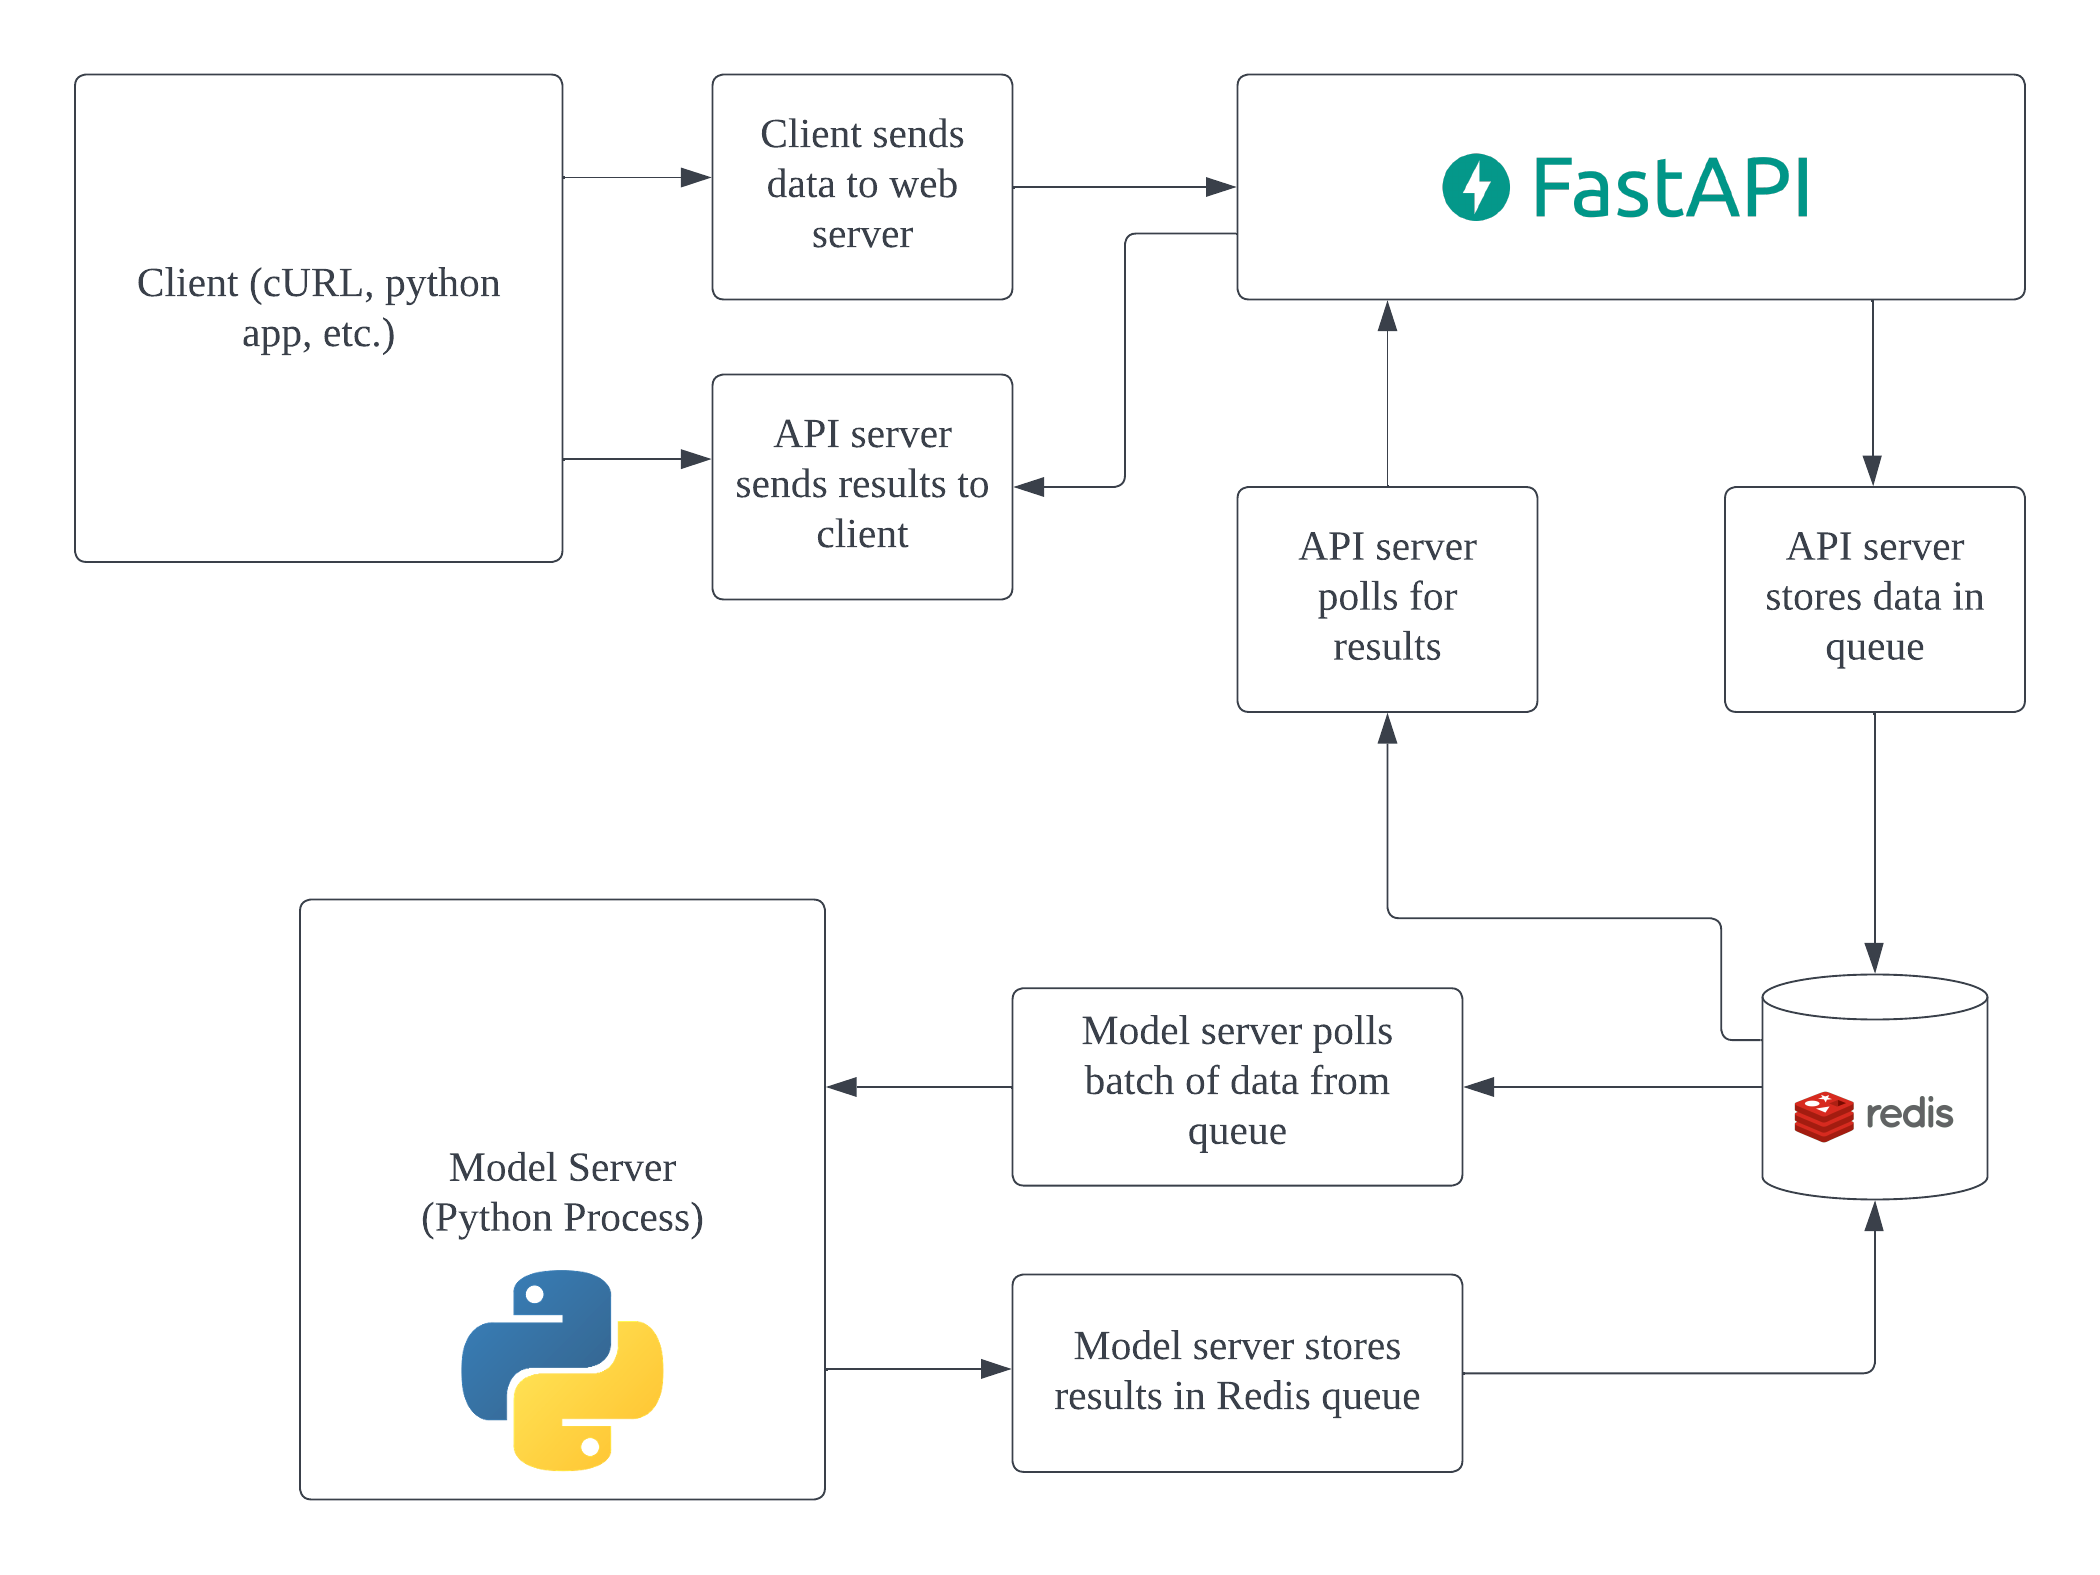 Client (cURL, python
app, etc.)
Client sends
data to web
server
FastAPI
API server
sends results to
client
API server
polls for
results
API server
stores data in
queue
Model Server
(Python Process)
Model server polls
batch of data from
queue
redis
Model server stores
results in Redis queue